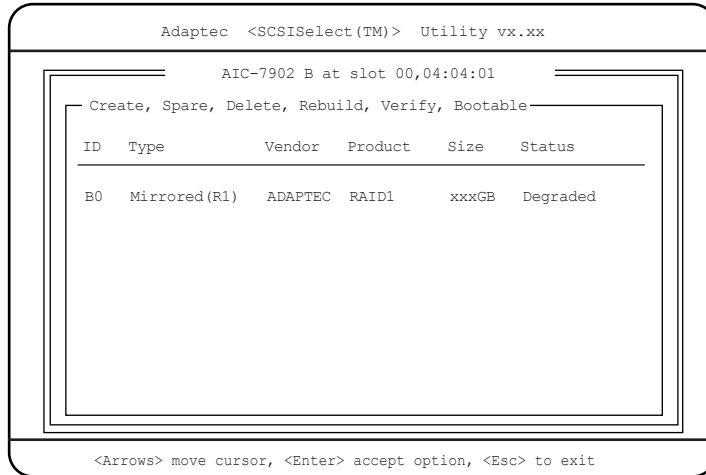 Adaptec <SCSISelect(TM)> Utility vx.xx
AIC-7902 B at slot 00,04:04:01
Create, Spare, Delete, Rebuild, Verify, Bootable
ID Type Vendor Product Size Status
B0 Mirrored(R1) ADAPTEC RAID1 xxxGB Degraded
<Arrows> move cursor, <Enter> accept option, <Esc> to exit